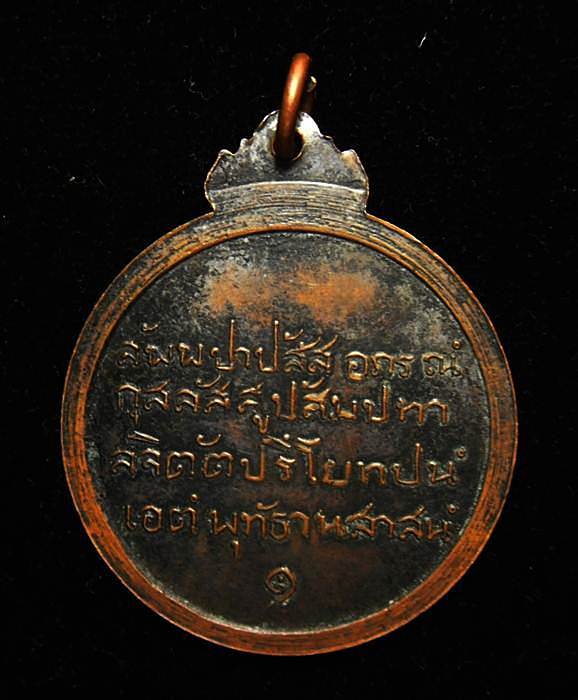 สัพพปาปัสัส อกรณํ
กุสลัสสูปสัมปทา
สจิตตัตปริโยทปนํ
เอตํ พุทัธานสาสนํ
๑